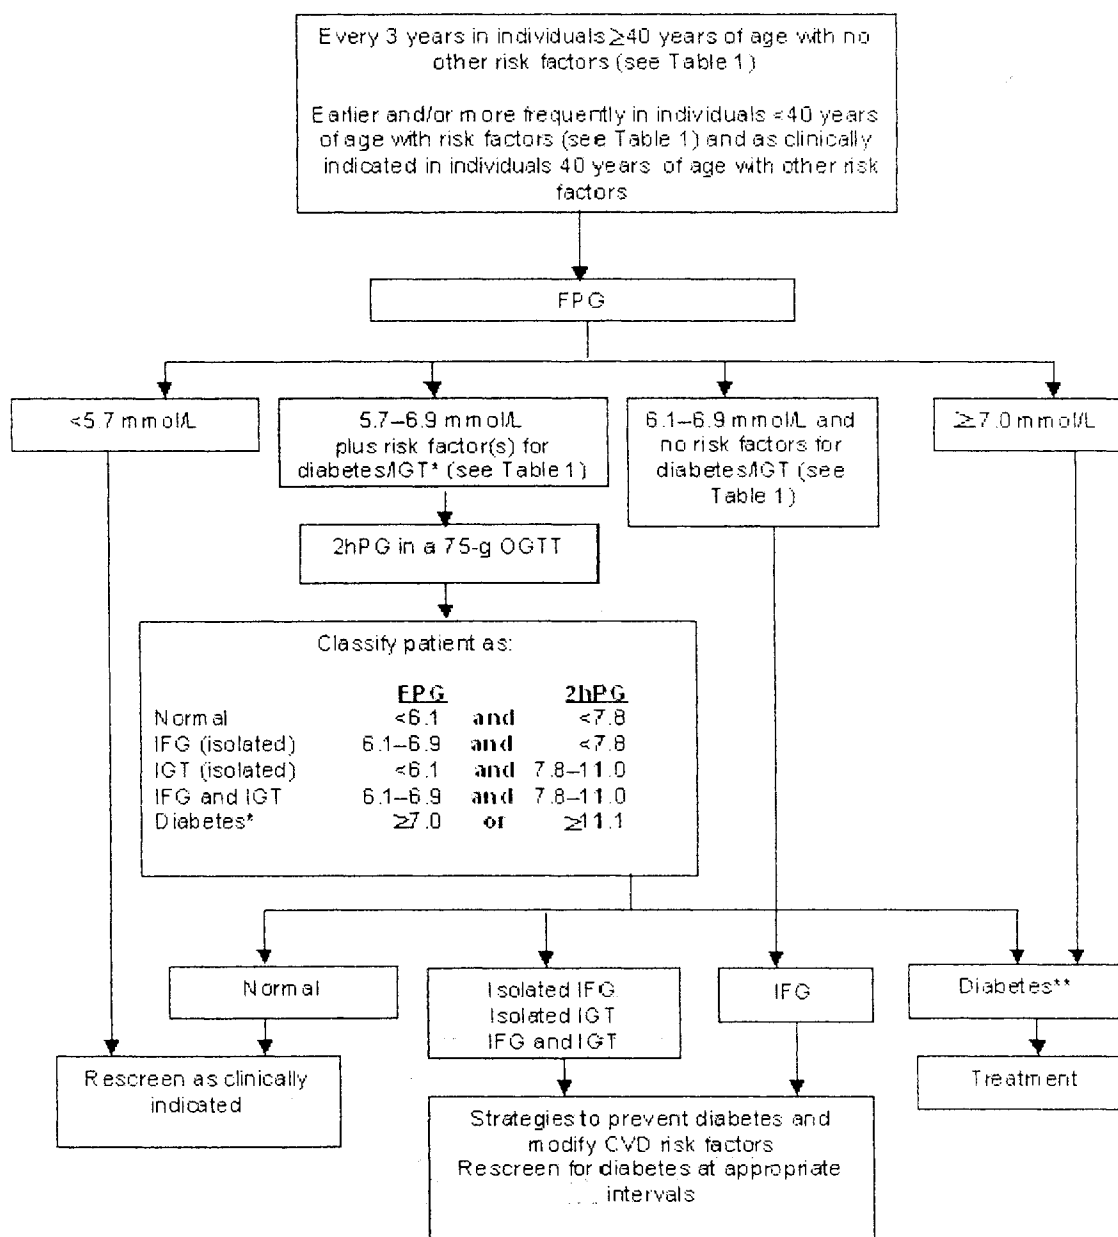 Every 3 years in individuals ≥40 years of age with no
other risk factors (see Table 1)
Earlier and/or more frequently in individuals <40 years
of age with risk factors (see Table 1) and as clinically
indicated in individuals 40 years of age with other risk
factors
FPG
<5.7 mmol/L
5.7–6.9 mmol/L
plus risk factor(s) for
diabetes/IGT* (see Table 1)
6.1–6.9 mmol/L and
no risk factors for
diabetes/IGT (see
Table 1)
≥7.0 mmol/L
2hPG in a 75-g OGTT
Classify patient as:
FPG 2hPG
Normal <6.1 and <7.8
IFG (isolated) 6.1–6.9 and <7.8
IGT (isolated) <6.1 and 7.8–11.0
IFG and IGT 6.1–6.9 and 7.8–11.0
Diabetes* ≥7.0 or ≥11.1
Normal
Isolated IFG
Isolated IGT
IFG and IGT
IFG
Diabetes**
Rescreen as clinically
indicated
Treatment
Strategies to prevent diabetes and
modify CVD risk factors
Rescreen for diabetes at appropriate
intervals